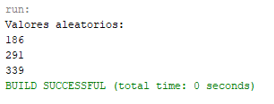 run:
Valores aleatorios:
186
291
339
BUILD SUCCESSFUL (total time: 0 seconds)